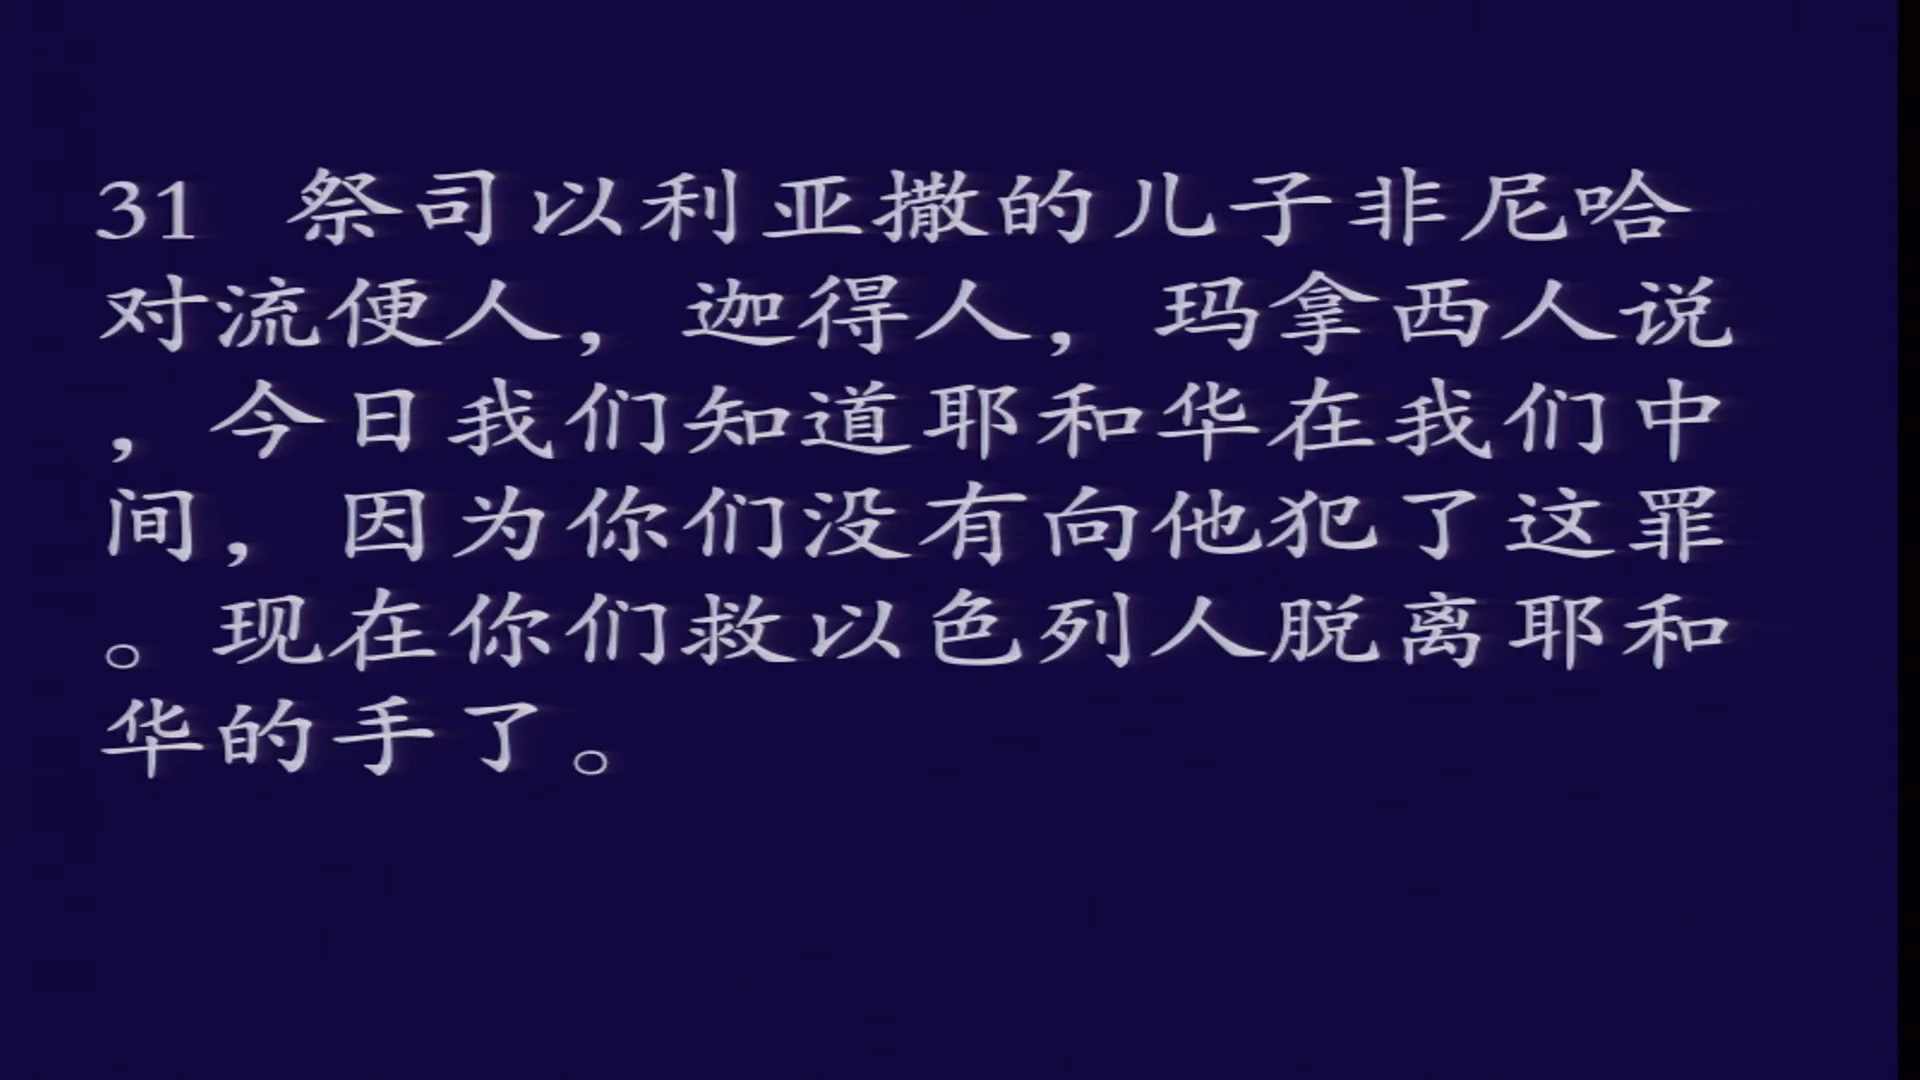 31 祭司以利亚撒的儿子非尼哈
对流便人，迦得人，玛拿西人说
，今日我们知道耶和华在我们中
间，因为你们没有向他犯了这罪
。现在你们救以色列人脱离耶和
华的手了。